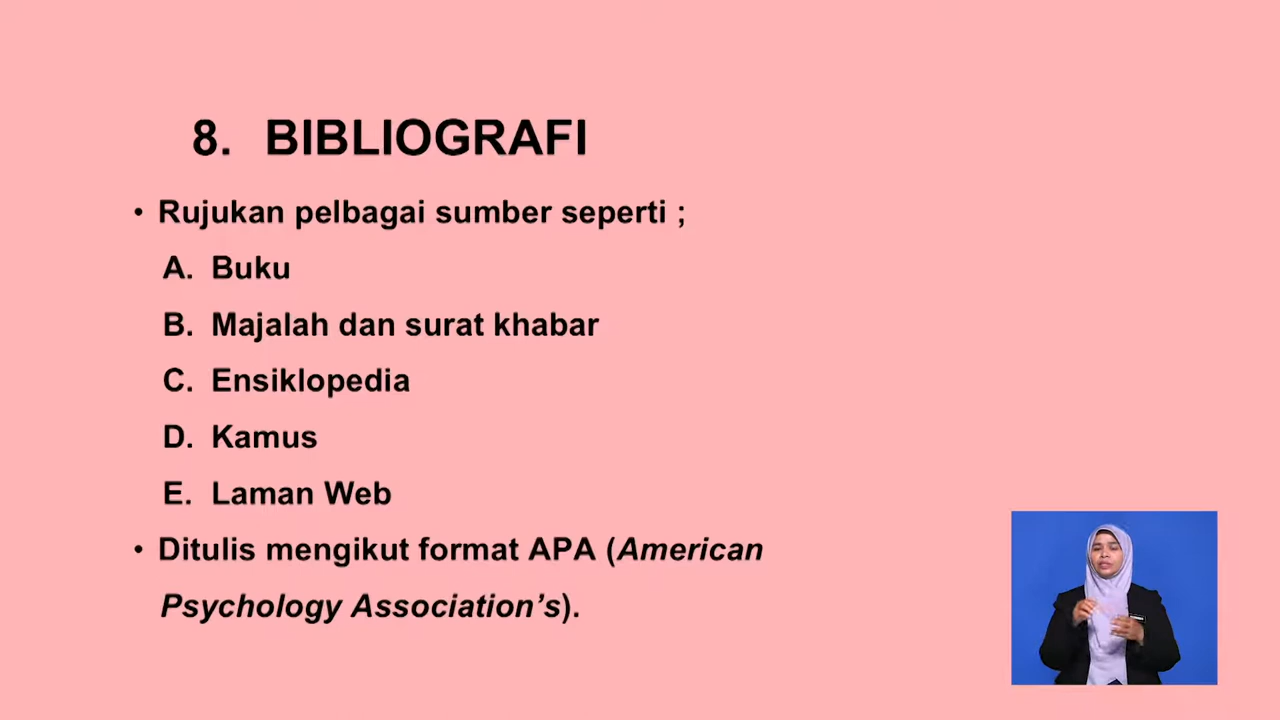 8. BIBLIOGRAFI
• Rujukan pelbagai sumber seperti ;
A. Buku
B. Majalah dan surat khabar
C. Ensiklopedia
D. Kamus
E. Laman Web
• Ditulis mengikut format APA (American
Psychology Association’s).